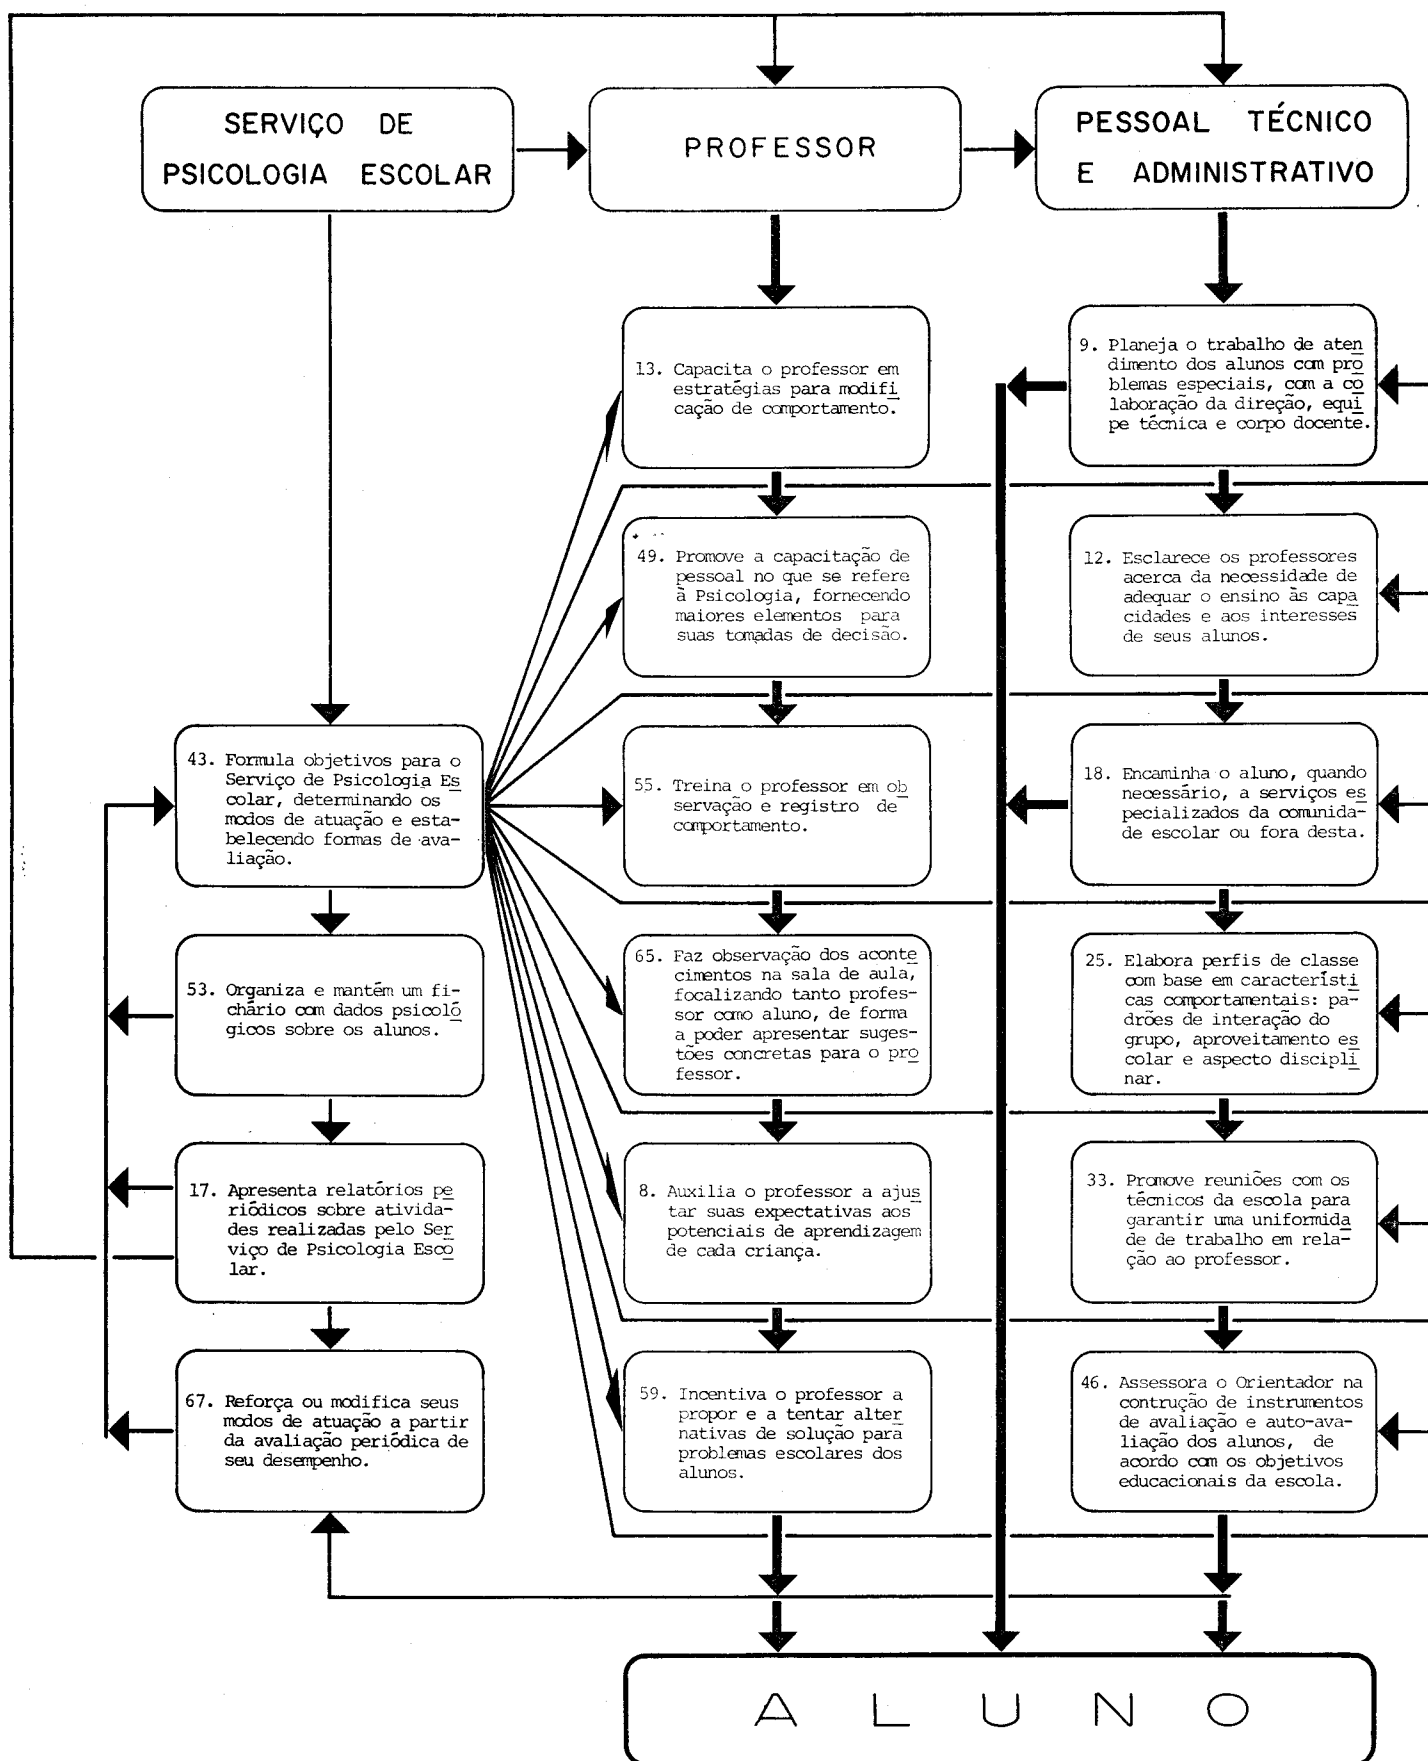 SERVIÇO DE
PSICOLOGIA ESCOLAR
PROFESSOR
PESSOAL TÉCNICO
E ADMINISTRATIVO
13. Capacita o professor em
estratégias para modifi
cação de comportamento.
9. Planeja o trabalho de aten
dimento dos alunos com pro
blemas especiais, com a co
laboração da direção, equi
pe técnica e corpo docente.
49. Promove a capacitação de
pessoal no que se refere
à Psicologia, fornecendo
maiores elementos para
suas tomadas de decisão.
12. Esclarece os professores
acerca da necessidade de
adequar o ensino às capa
cidades e aos interesses
de seus alunos.
43. Formula objetivos para o
Serviço de Psicologia Es
colar, determinando os
modos de atuação e esta-
belecendo formas de ava-
liação.
55. Treina o professor em ob
servação e registro de
comportamento.
18. Encaminha o aluno, quando
necessário, a serviços es
pecializados da comunida-
de escolar ou fora desta.
53. Organiza e mantém um fi-
chário com dados psicoló
gicos sobre os alunos.
65. Faz observação dos aconte
cimentos na sala de aula,
focalizando tanto profes-
sor como aluno, de forma
a poder apresentar suges-
tões concretas para o pro
fessor.
25. Elabora perfis de classe
com base em característi
cas comportamentais: pa-
drões de interação do
grupo, aproveitamento es
colar e aspecto discipli
nar.
17. Apresenta relatórios pe
riódicos sobre ativida-
des realizadas pelo Ser
viço de Psicologia Esco
lar.
8. Auxilia o professor a ajus
tar suas expectativas aos
potenciais de aprendizagem
de cada criança.
33. Promove reuniões com os
técnicos da escola para
garantir uma uniformida
de de trabalho em rela-
ção ao professor.
67. Reforça ou modifica seus
modos de atuação a partir
da avaliação periódica de
seu desempenho.
59. Incentiva o professor a
propor e a tentar alter
nativas de solução para
problemas escolares dos
alunos.
46. Assessora o Orientador na
contrução de instrumentos
de avaliação e auto-ava-
liação dos alunos, de
acordo com os objetivos
educacionais da escola.
ALUNO